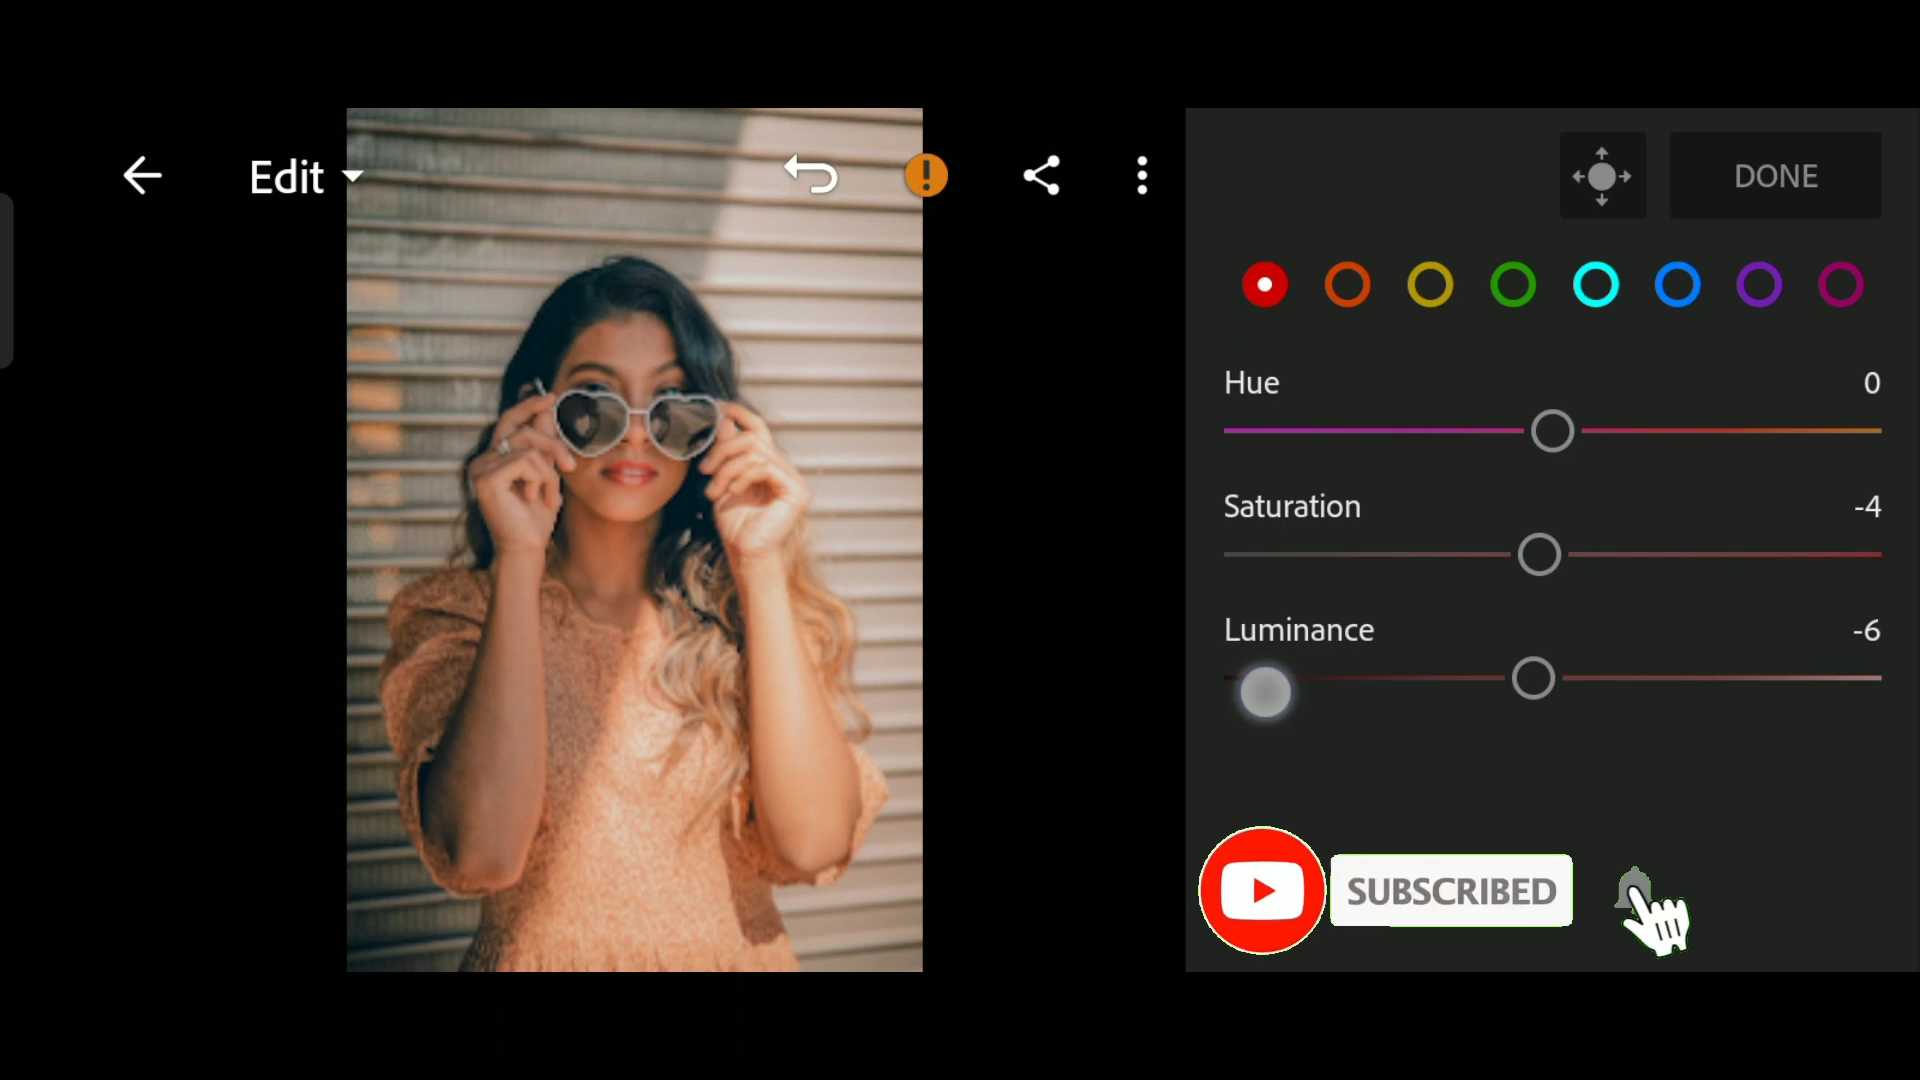 Edit
DONE
Hue 0
Saturation -4
Luminance -6
SUBSCRIBED